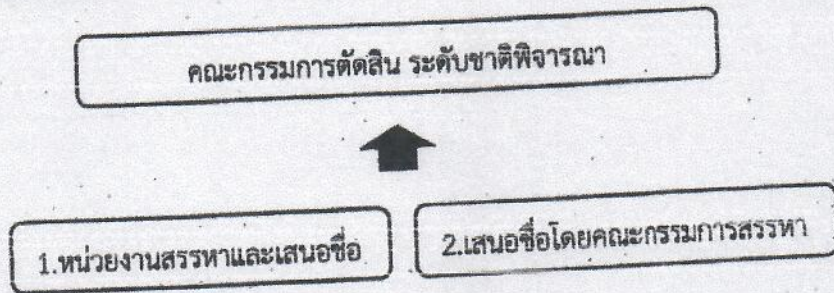 คณะกรรมการตัดสิน ระดับชาติพิจารณา
1.หน่วยงานสรรหาและเสนอชื่อ
2.เสนอชื่อโดยคณะกรรมการสรรหา